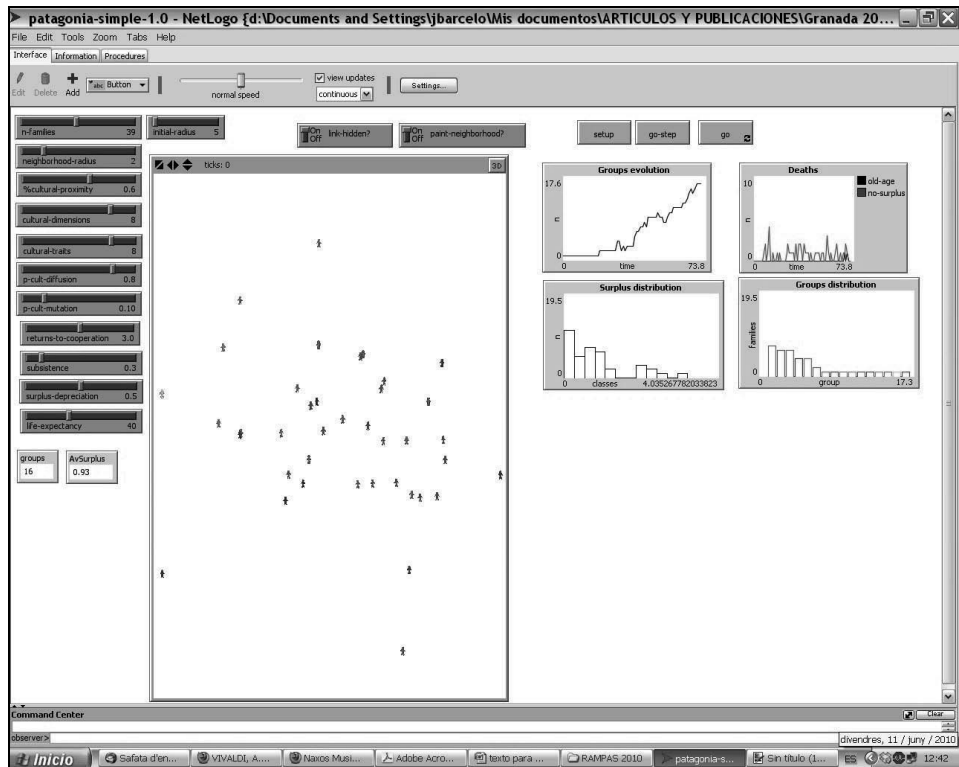 patagonia-simple-1.0 - NetLogo {d:\Documents and Settings\jbarcelo\Mis documentos\ARTICULOS Y PUBLICACIONES\Granada 20...
File Edit Tools Zoom Tabs Help
Interface Information Procedures
Edit Delete Add
abc Button
normal speed
view updates
continuous
Settings...
n-families 39
initial-radius 5
On Off link-hidden?
On Off paint-neighborhood?
setup
go-step
go
neighborhood-radius 2
%cultural-proximity 0.6
cultural-dimensions 8
cultural-traits 8
p-cult-diffusion 0.8
p-cult-mutation 0.10
returns-to-cooperation 3.0
subsistence 0.3
surplus-depreciation 0.5
life-expectancy 40
groups
16
AvSurplus
0.93
ticks: 0
3D
Groups evolution
17.6
n
0
0 time 73.8
Deaths
10
n
0
0 time 73.8
old-age
no-surplus
Surplus distribution
19.5
n
0
0 classes 4.035267782033823
Groups distribution
19.5
families
0
0 group 17.3
Command Center
Clear
observer>
divendres, 11 / juny / 2010
Inicio
Safata d'en...
VIVALDI, A....
Naxos Musi...
Adobe Acro...
texto para ...
RAMPAS 2010
patagonia-s...
Sin título (1...
ES
12:42